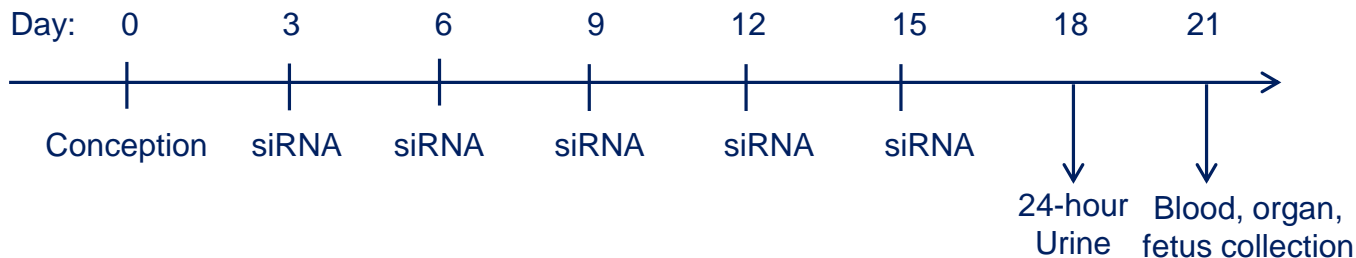 Day: 0 3 6 9 12 15 18 21
Conception siRNA siRNA siRNA siRNA siRNA
24-hour
Urine
Blood, organ,
fetus collection